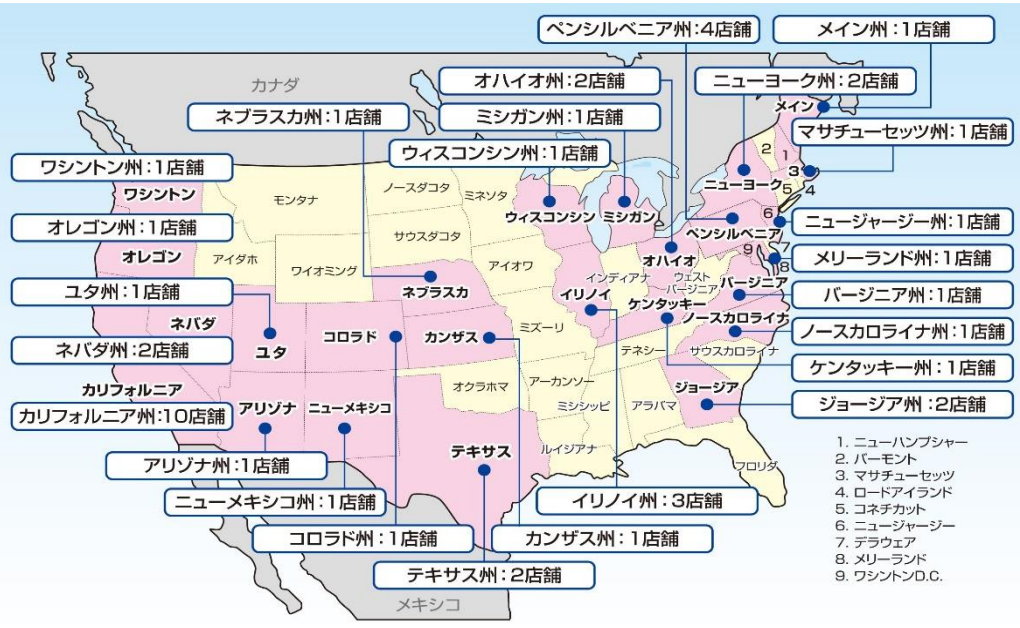 ペンシルベニア州:4店舗
メイン州:1店舗
カナダ
オハイオ州:2店舗
ニューヨーク州:2店舗
メイン
ネブラスカ州:1店舗
ミシガン州:1店舗
マサチューセッツ州:1店舗
ウィスコンシン州:1店舗
2
1
ワシントン州:1店舗
3
ワシントン
モンタナ
ノースダコタ
ミネソタ
ニューヨーク
5
4
オレゴン州:1店舗
ウィスコンシン
ミシガン
6
ニュージャージー州:1店舗
サウスダコタ
ペンシルベニア
オレゴン
アイダホ
ワイオミング
アイオワ
オハイオ
9
7
8
メリーランド州:1店舗
ユタ州:1店舗
ネブラスカ
インディアナ
ウェスト
バージニア
バージニア
イリノイ
バージニア州:1店舗
ケンタッキー
ネバダ
コロラド
カンザス
ミズーリ
ノースカロライナ
ノースカロライナ州:1店舗
ネバダ州:2店舗
ユタ
テネシー
サウスカロライナ
ケンタッキー州:1店舗
カリフォルニア
オクラホマ
アーカンソー
ジョージア
カリフォルニア州:10店舗
アリゾナ
ニューメキシコ
ミシシッピ
アラバマ
ジョージア州:2店舗
テキサス
ルイジアナ
フロリダ
アリゾナ州:1店舗
ニューメキシコ州:1店舗
イリノイ州:3店舗
コロラド州:1店舗
カンザス州:1店舗
テキサス州:2店舗
メキシコ
1. ニューハンプシャー
2. バーモント
3. マサチューセッツ
4. ロードアイランド
5. コネチカット
6. ニュージャージー
7. デラウェア
8. メリーランド
9. ワシントンD.C.